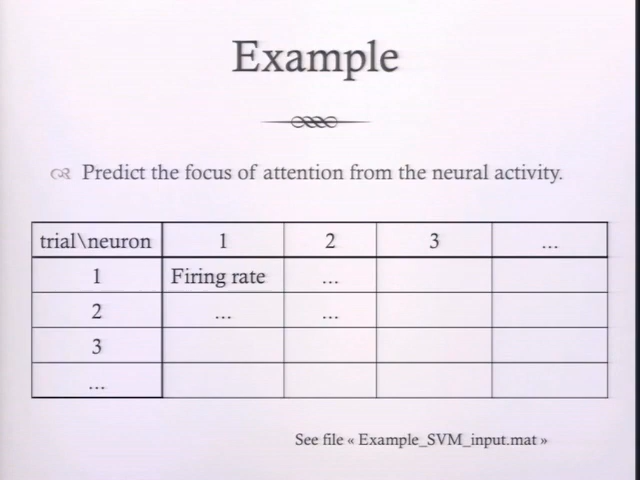 Example
Predict the focus of attention from the neural activity.
trial\neuron 1 2 3 ...
1 Firing rate ...
2 ... ...
3
...
See file « Example_SVM_input.mat »